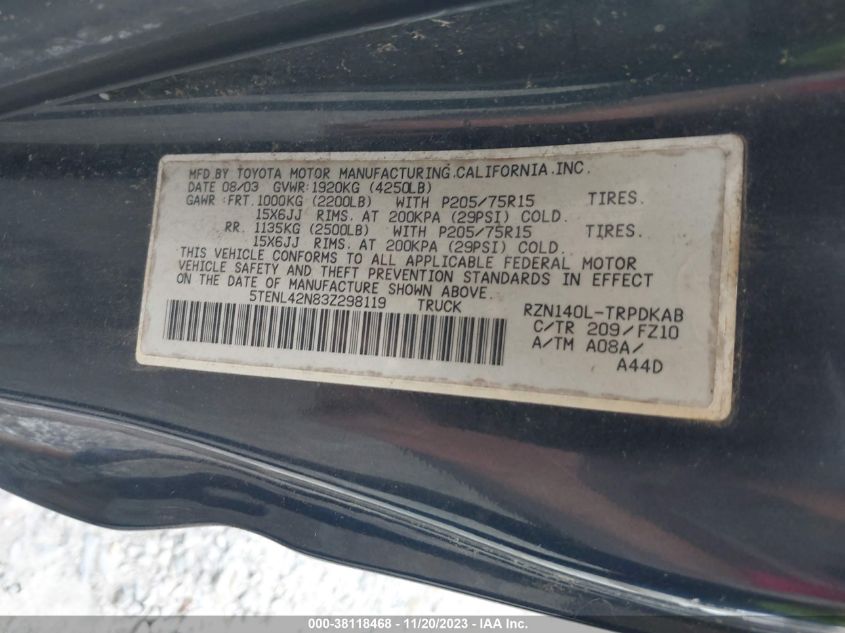 MFD.BY TOYOTA MOTOR MANUFACTURING.CALIFORNIA.INC.
DATE 08/03 GVWR:1920KG (4250LB)
GAWR: FRT. 1000KG (2200LB) WITH P205/75R15 TIRES.
15X6JJ RIMS. AT 200KPA (29PSI) COLD.
RR. 1135KG (2500LB) WITH P205/75R15 TIRES.
15X6JJ RIMS. AT 200KPA (29PSI) COLD.
THIS VEHICLE CONFORMS TO ALL APPLICABLE FEDERAL MOTOR
VEHICLE SAFETY AND THEFT PREVENTION STANDARDS IN EFFECT
ON THE DATE OF MANUFACTURE SHOWN ABOVE.
5TENL42N83Z298119 TRUCK RZN140L-TRPDKAB
C/TR 209/FZ10
A/TM A08A/
A44D
000-38118468 - 11/20/2023 - IAAI.COM